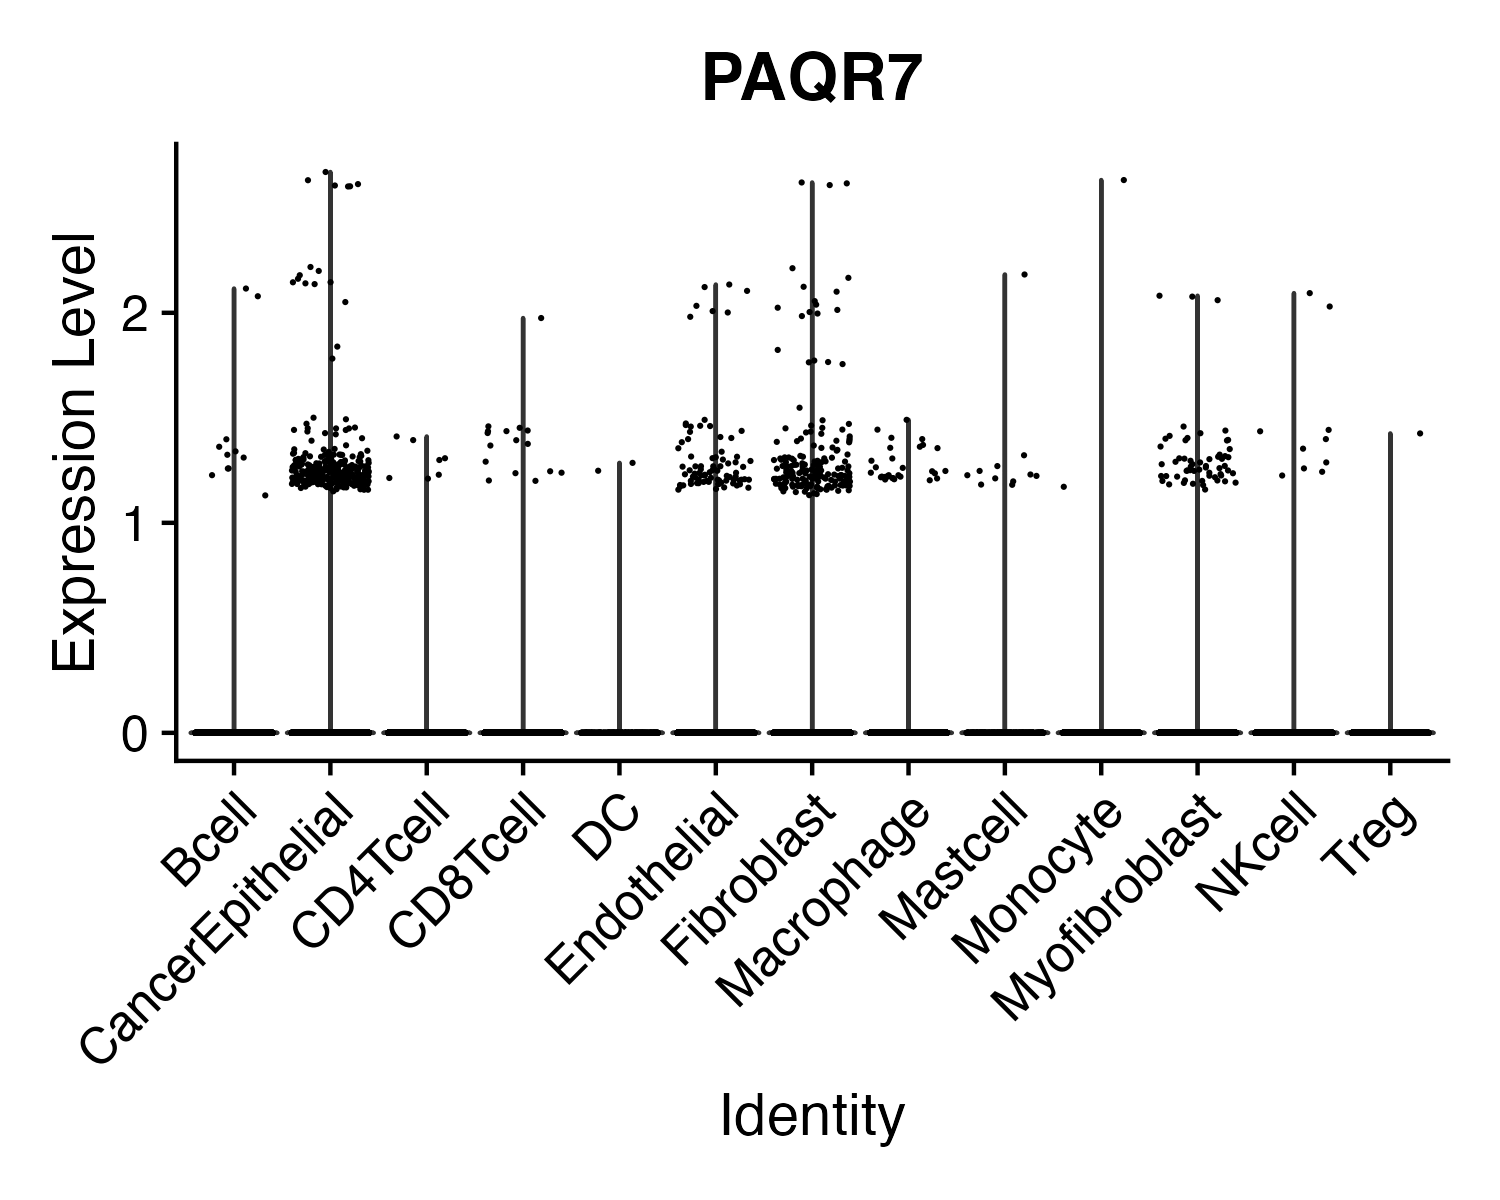 PAQR7
Expression Level
2
1
0
Bcell
CancerEpithelial
CD4Tcell
CD8Tcell
DC
Endothelial
Fibroblast
Macrophage
Mastcell
Monocyte
Myofibroblast
NKcell
Treg
Identity